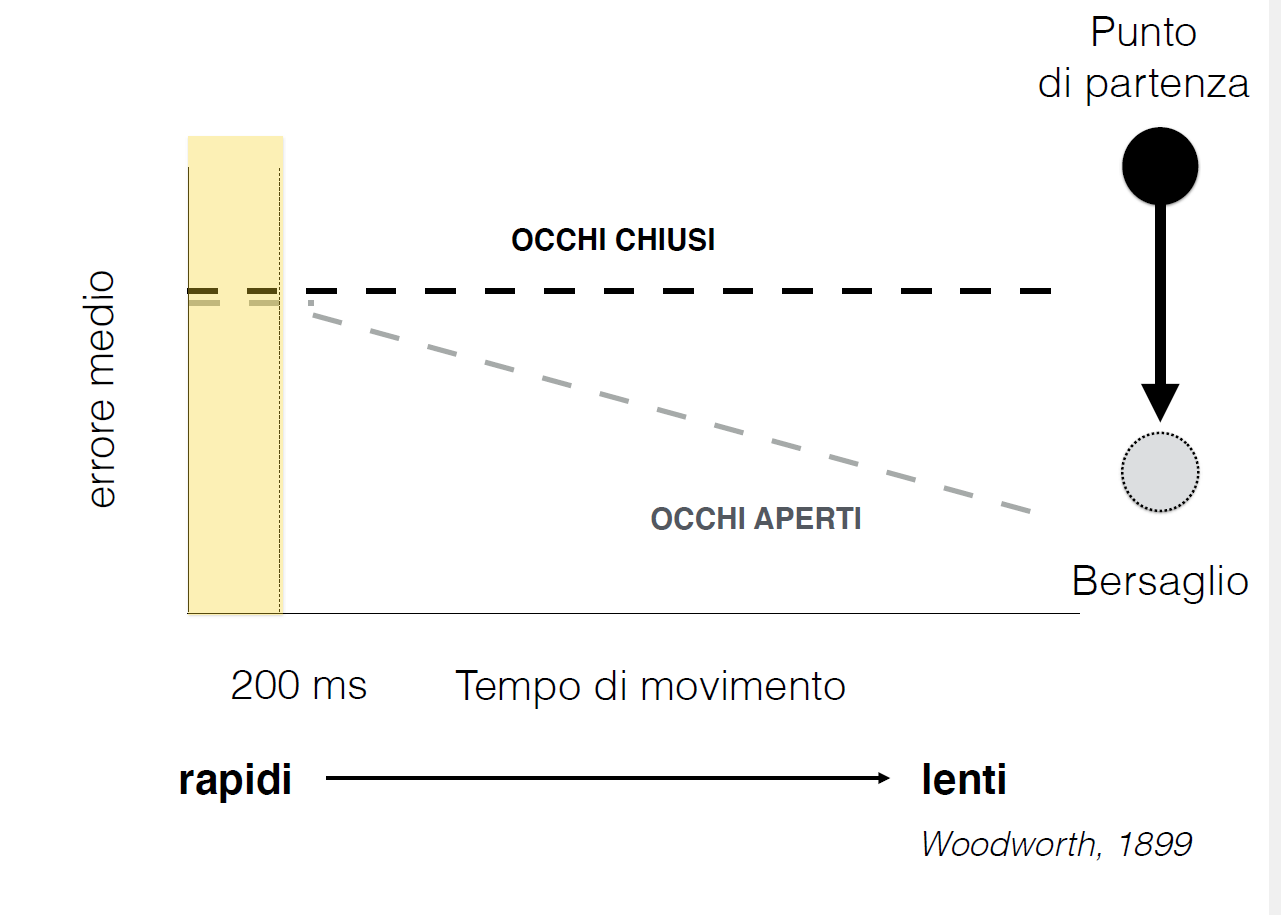 Punto
di partenza
OCCHI CHIUSI
errore medio
OCCHI APERTI
Bersaglio
200 ms
Tempo di movimento
rapidi
lenti
Woodworth, 1899